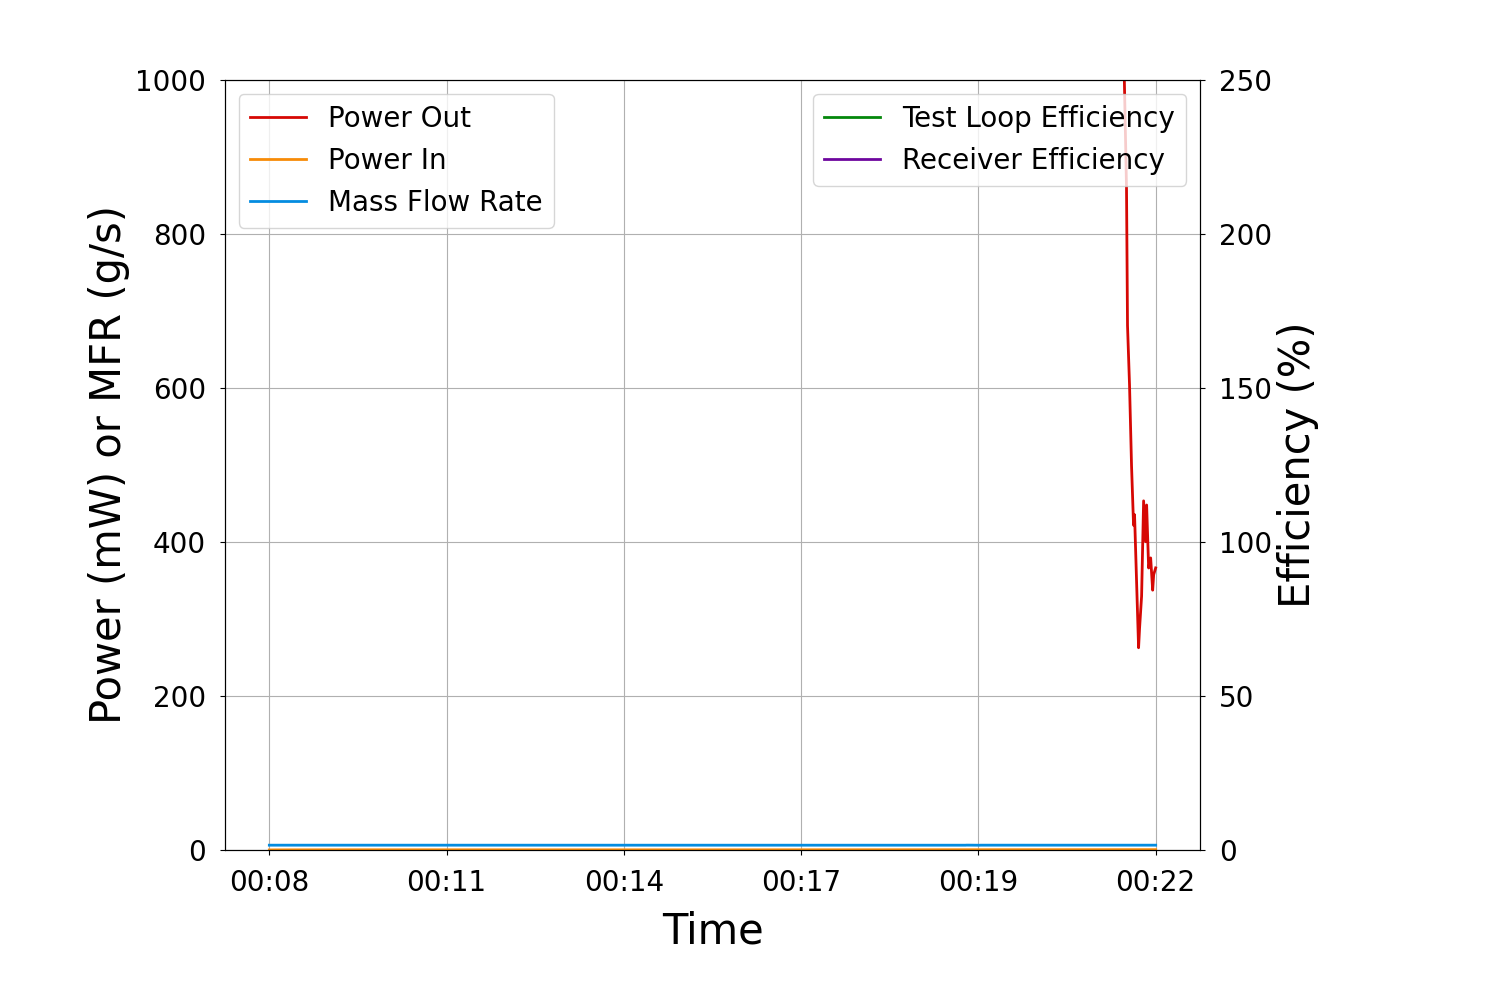 1000
800
600
400
200
0
Power (mW) or MFR (g/s)
Power Out
Power In
Mass Flow Rate
Test Loop Efficiency
Receiver Efficiency
250
200
150
100
50
0
Efficiency (%)
00:08 00:11 00:14 00:17 00:19 00:22
Time